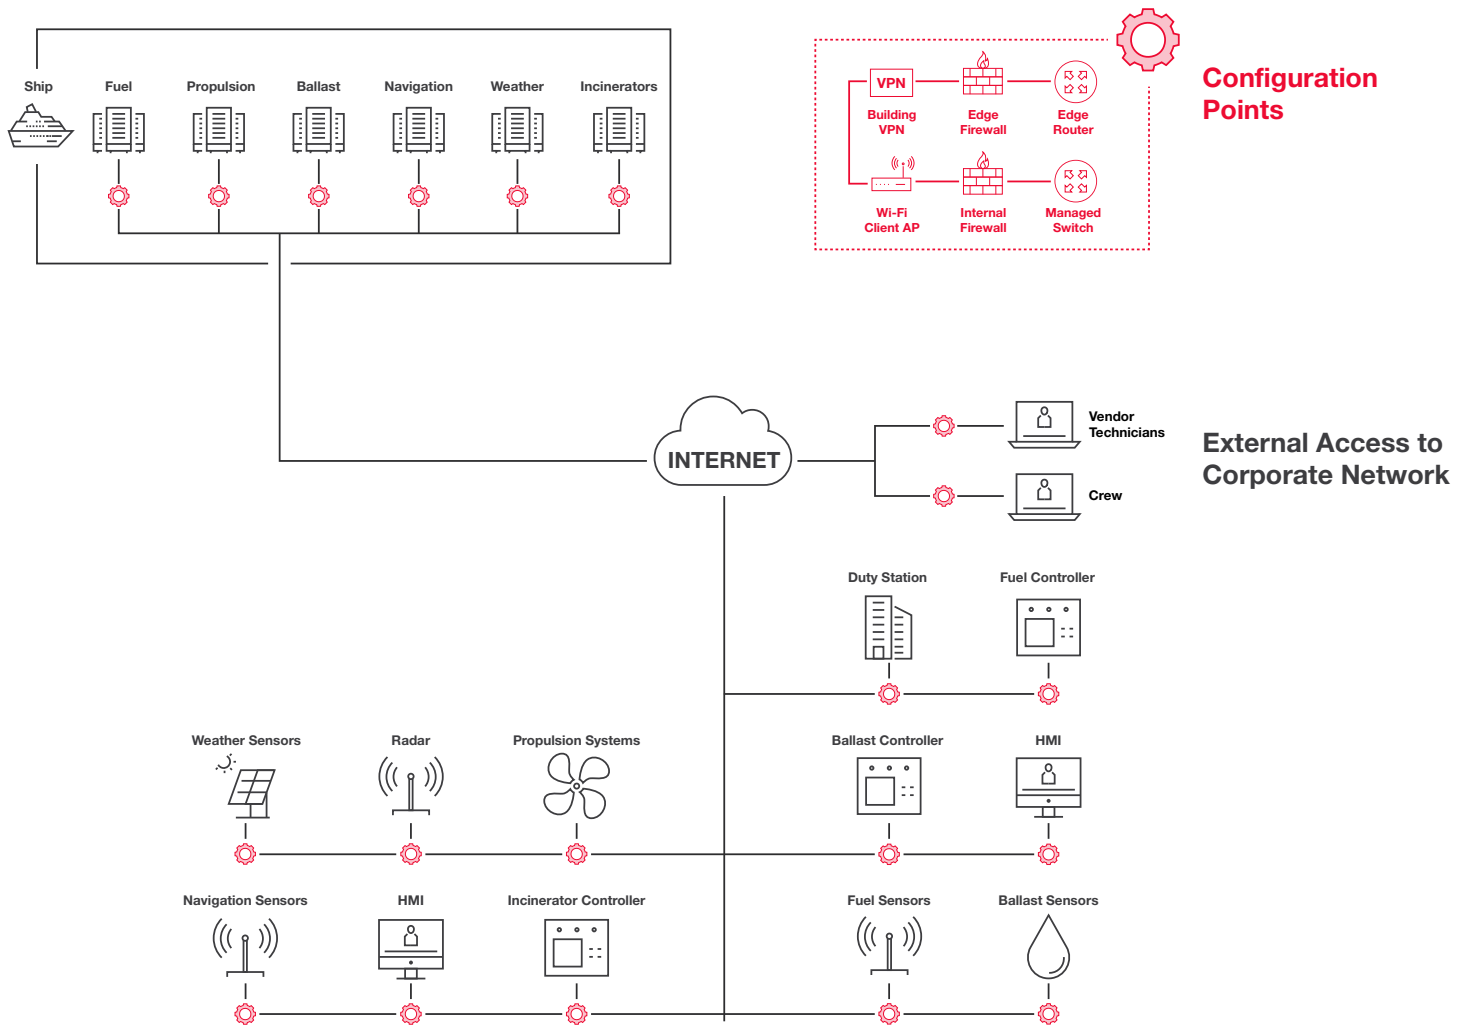 Ship
Fuel
Propulsion
Ballast
Navigation
Weather
Incinerators
VPN
Building
VPN
Edge
Firewall
Edge
Router
Wi-Fi
Client AP
Internal
Firewall
Managed
Switch
Configuration
Points
INTERNET
Vendor
Technicians
Crew
External Access to
Corporate Network
Duty Station
Fuel Controller
Weather Sensors
Radar
Propulsion Systems
Ballast Controller
HMI
Navigation Sensors
HMI
Incinerator Controller
Fuel Sensors
Ballast Sensors